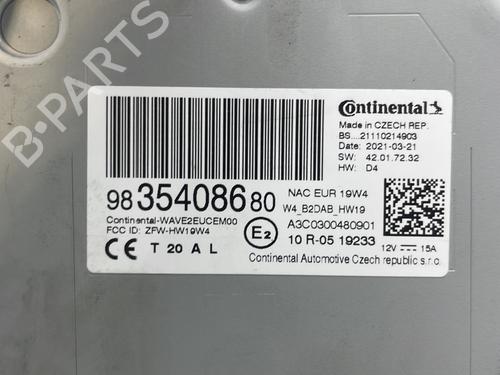 B-PARTS
Continental
Made in CZECH REP.
BS....21110214903
Date: 2021-03-21
SW: 42.01.72.32
HW: D4
98 354086 80
NAC EUR 19W4
W4_B2DAB_HW19
Continental-WAVE2EUCEM00
FCC ID: ZFW-HW19W4
A3C0300480901
CE T 20 A L
E2
10 R-05 19233
12V 15A
Continental Automotive Czech republic s.r.o.